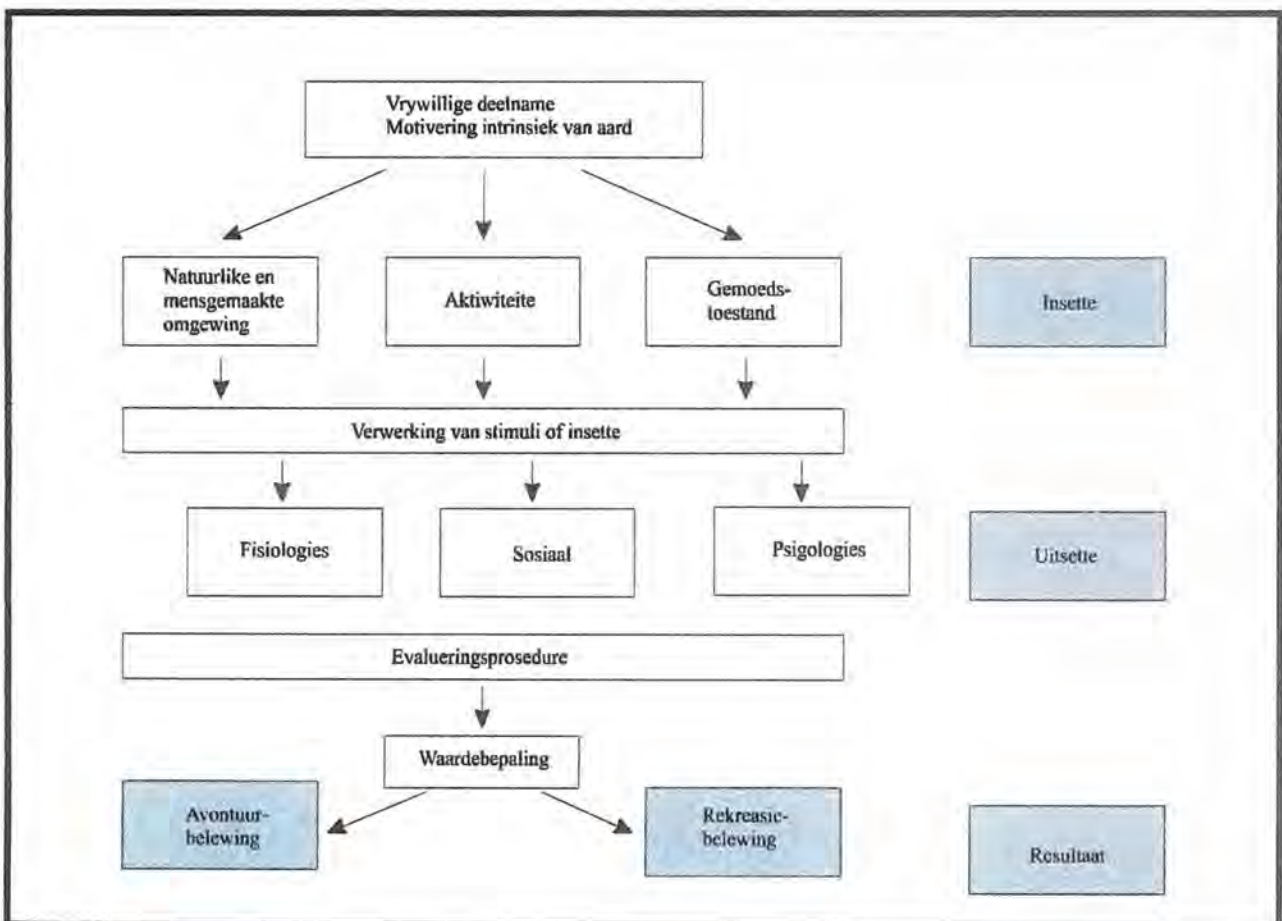 Vrywillige deelname
Motivering intrinsiek van aard
Natuurlike en
mensgemaakte
omgewing
Aktiwiteite
Gemoeds-
toestand
Insette
Verwerking van stimuli of insette
Fisiologies
Sosiaal
Psigologies
Uitsette
Evalueringsprosedure
Waardebepaling
Avontuur-
belewing
Rekreasie-
belewing
Resultaat